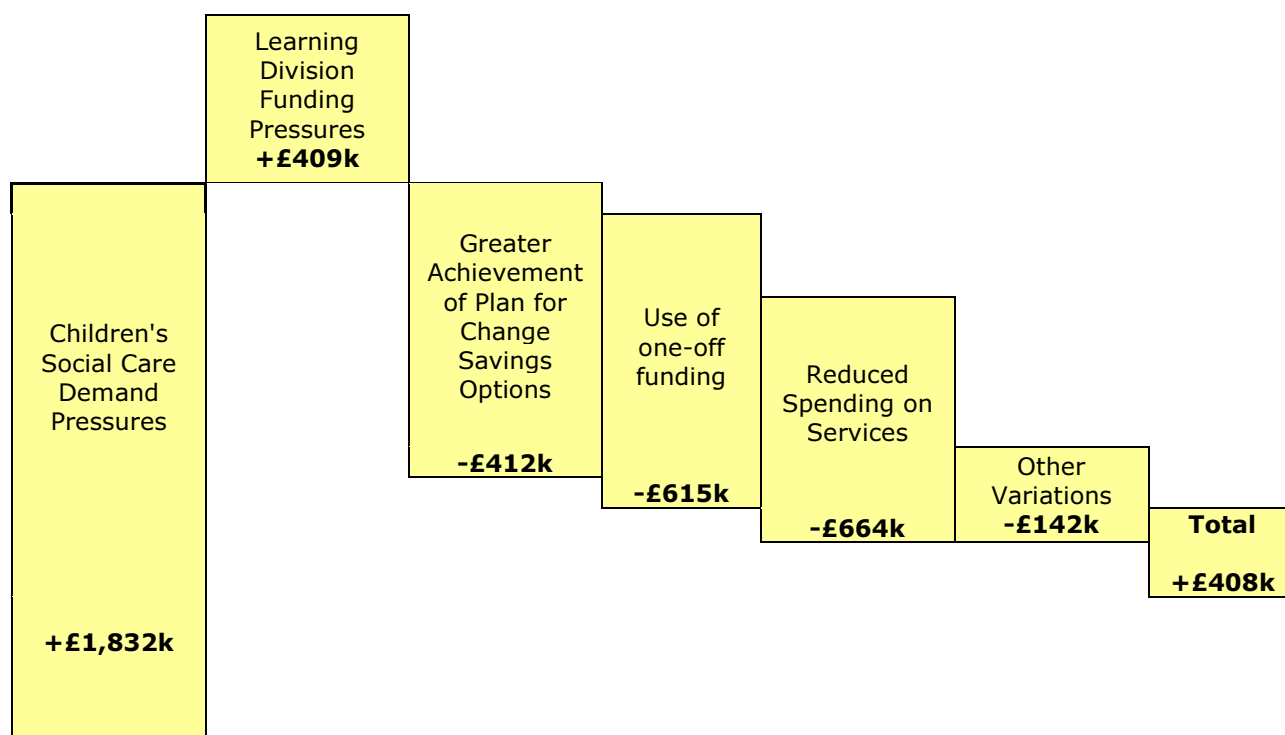 Learning
Division
Funding
Pressures
+£409k
Children's
Social Care
Demand
Pressures
+£1,832k
Greater
Achievement
of Plan for
Change
Savings
Options
-£412k
Use of
one-off
funding
-£615k
Reduced
Spending on
Services
-£664k
Other
Variations
-£142k
Total
+£408k